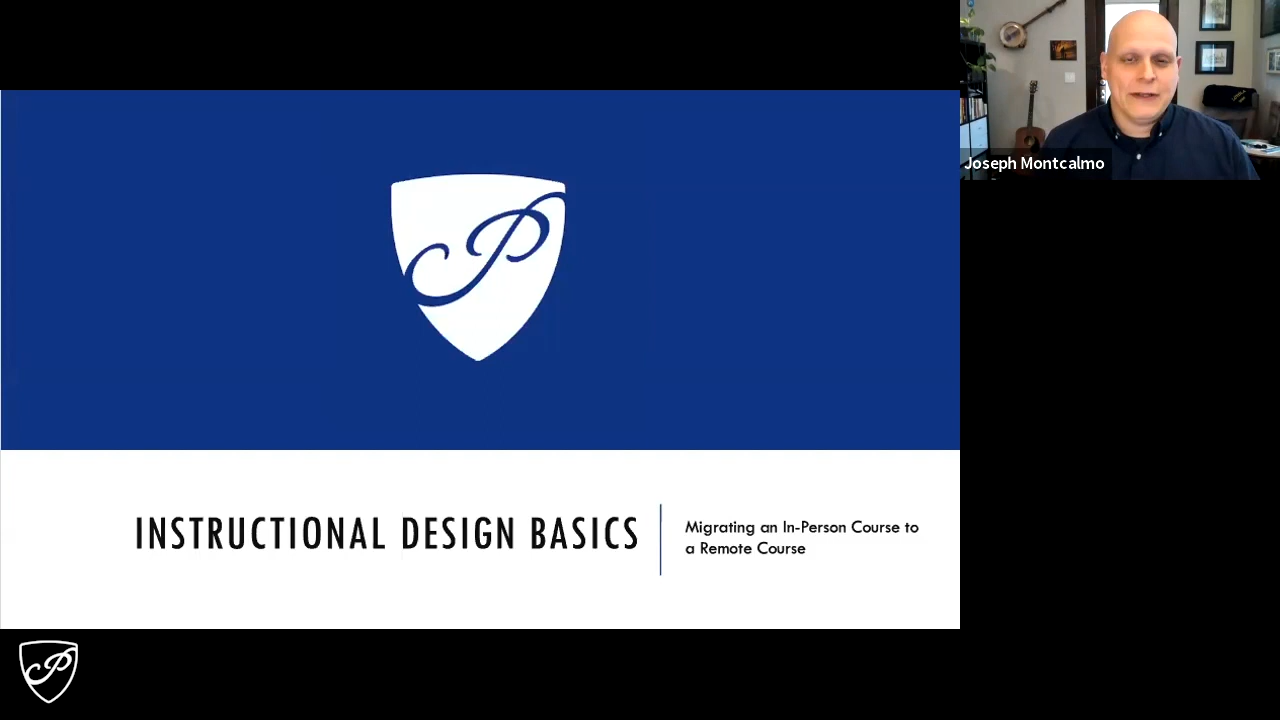 Joseph Montcalmo
P
INSTRUCTIONAL DESIGN BASICS
Migrating an In-Person Course to
a Remote Course
P